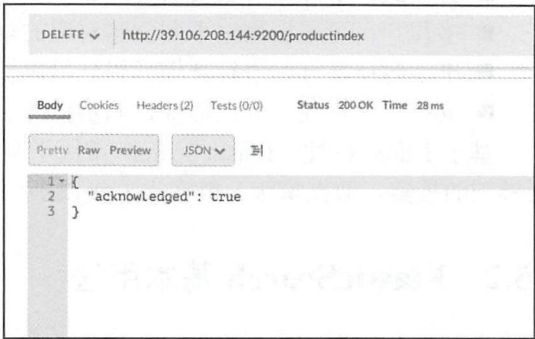 DELETE http://39.106.208.144:9200/productindex
Body Cookies Headers (2) Tests (0/0) Status 200 OK Time 28 ms
Pretty Raw Preview JSON
1 {
2 "acknowledged": true
3 }